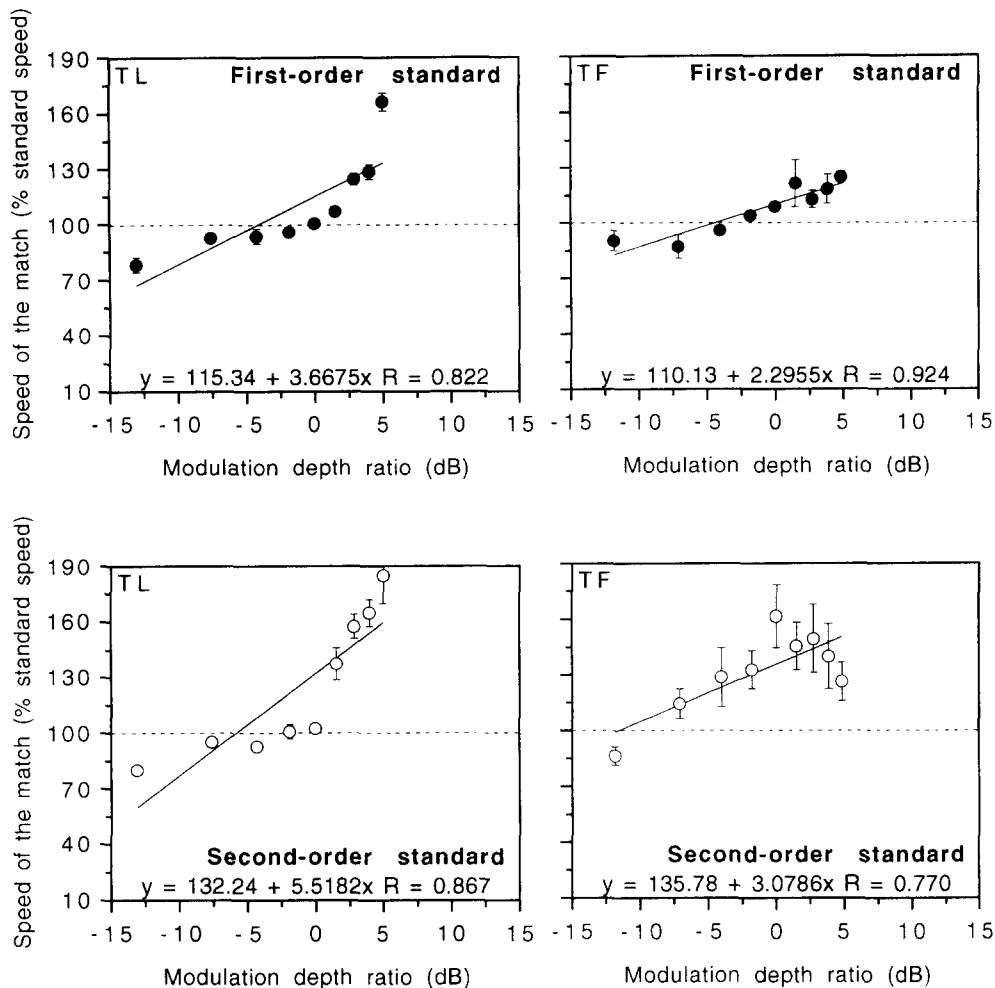 Speed of the match (% standard speed)
190
160
130
100
70
40
10
TL First-order standard
y = 115.34 + 3.6675x R = 0.822
-15 -10 -5 0 5 10 15
Modulation depth ratio (dB)
TF First-order standard
y = 110.13 + 2.2955x R = 0.924
-15 -10 -5 0 5 10 15
Modulation depth ratio (dB)
Speed of the match (% standard speed)
190
160
130
100
70
40
10
TL
Second-order standard
y = 132.24 + 5.5182x R = 0.867
-15 -10 -5 0 5 10 15
Modulation depth ratio (dB)
TF
Second-order standard
y = 135.78 + 3.0786x R = 0.770
-15 -10 -5 0 5 10 15
Modulation depth ratio (dB)